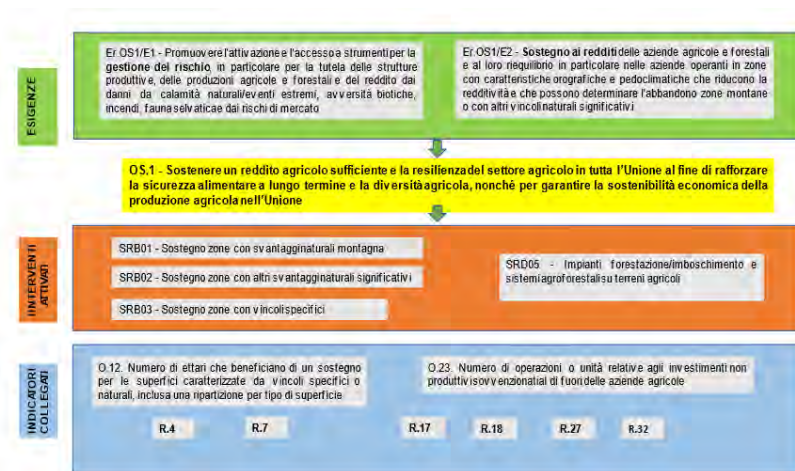 ESIGENZE
Er.OS1/E1 - Promuovere l'attivazione e l'accesso a strumenti per la
gestione del rischio, in particolare per la tutela delle strutture
produttive, delle produzioni agricole e forestali e del reddito dai
danni da calamità naturali/eventi estremi, avversità biotiche,
incendi, fauna selvatica e dai rischi di mercato
Er.OS1/E2 - Sostegno ai redditi delle aziende agricole e forestali
e al loro riequilibrio in particolare nelle aziende operanti in zone
con caratteristiche orografiche e pedoclimatiche che riducono la
redditività e che possono determinare l'abbandono zone montane
o con altri vincoli naturali significativi
OS.1 - Sostenere un reddito agricolo sufficiente e la resilienza del settore agricolo in tutta l'Unione al fine di rafforzare
la sicurezza alimentare a lungo termine e la diversità agricola, nonché per garantire la sostenibilità economica della
produzione agricola nell'Unione
IINTERVENTI
ATTIVATI
SRB01 - Sostegno zone con svantaggi naturali montagna
SRB02 - Sostegno zone con altri svantaggi naturali significativi
SRB03 - Sostegno zone con vincoli specifici
SRD05 - Impianti forestazione/imboschimento e
sistemi agroforestali su terreni agricoli
INDICATORI
COLLEGATI
O.12. Numero di ettari che beneficiano di un sostegno
per le superfici caratterizzate da vincoli specifici o
naturali, inclusa una ripartizione per tipo di superficie
O.23. Numero di operazioni o unità relative agli investimenti non
produttivi sovvenzionati al di fuori delle aziende agricole
R.4 R.7 R.17 R.18 R.27 R.32